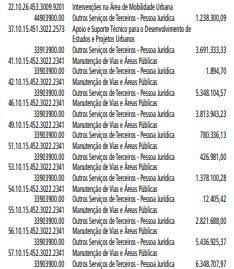 22.10.26.453.3009.9201 Intervenções na Área de Mobilidade Urbana
44903900.00 Outros Serviços de Terceiros - Pessoa Jurídica 1.238.300,09
37.10.15.451.3022.2573 Apoio e Suporte Técnico para o Desenvolvimento de
Estudos e Projetos Urbanos
33913900.00 Outros Serviços de Terceiros - Pessoa Jurídica 3.691.333,33
41.10.15.452.3022.2341 Manutenção de Vias e Áreas Públicas
33903900.00 Outros Serviços de Terceiros - Pessoa Jurídica 1.894,70
42.10.15.452.3022.2341 Manutenção de Vias e Áreas Públicas
33903900.00 Outros Serviços de Terceiros - Pessoa Jurídica 5.348.104,57
46.10.15.452.3022.2341 Manutenção de Vias e Áreas Públicas
33903900.00 Outros Serviços de Terceiros - Pessoa Jurídica 3.813.943,23
49.10.15.452.3022.2341 Manutenção de Vias e Áreas Públicas
33903900.00 Outros Serviços de Terceiros - Pessoa Jurídica 780.336,13
51.10.15.452.3022.2341 Manutenção de Vias e Áreas Públicas
33903900.00 Outros Serviços de Terceiros - Pessoa Jurídica 426.981,00
53.10.15.452.3022.2341 Manutenção de Vias e Áreas Públicas
33903900.00 Outros Serviços de Terceiros - Pessoa Jurídica 1.378.100,28
54.10.15.452.3022.2341 Manutenção de Vias e Áreas Públicas
33903900.00 Outros Serviços de Terceiros - Pessoa Jurídica 12.405,42
55.10.15.452.3022.2341 Manutenção de Vias e Áreas Públicas
33903900.00 Outros Serviços de Terceiros - Pessoa Jurídica 2.821.688,00
56.10.15.452.3022.2341 Manutenção de Vias e Áreas Públicas
33903900.00 Outros Serviços de Terceiros - Pessoa Jurídica 5.436.925,37
57.10.15.452.3022.2341 Manutenção de Vias e Áreas Públicas
33903900.00 Outros Serviços de Terceiros - Pessoa Jurídica 6.348.707,97